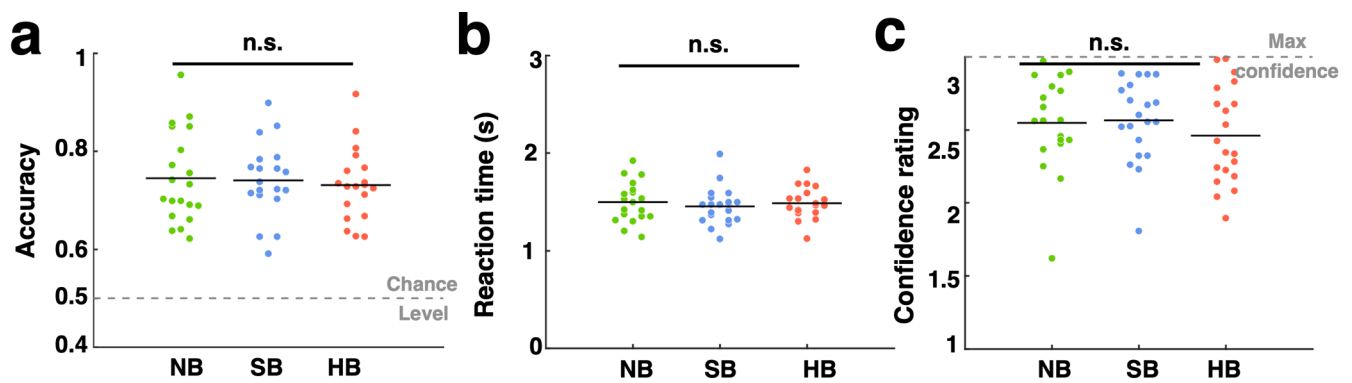 a
n.s.
Accuracy
1
0.8
0.6
0.5
0.4
Chance
Level
NB SB HB
b
n.s.
Reaction time (s)
3
2
1
0
NB SB HB
c
n.s.
Max
confidence
Confidence rating
3
2.5
2
1.5
1
NB SB HB